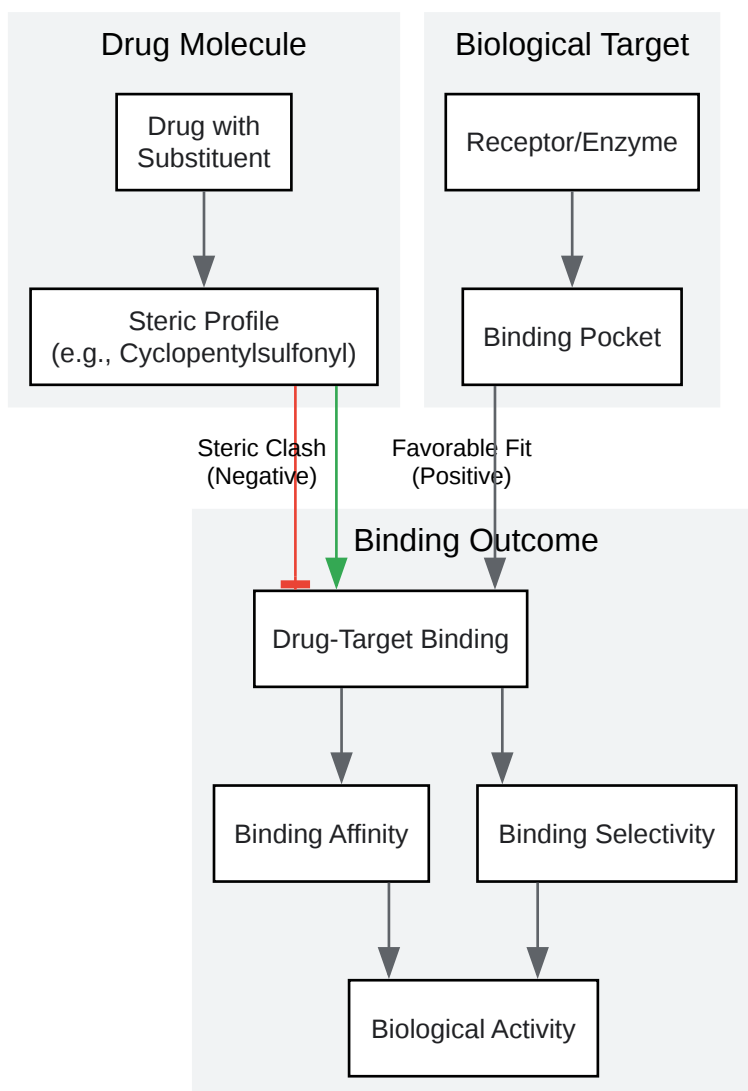 Drug Molecule
Biological Target
Drug with
Substituent
Receptor/Enzyme
Steric Profile
(e.g., Cyclopentylsulfonyl)
Binding Pocket
Steric Clash
(Negative)
Favorable Fit
(Positive)
Binding Outcome
Drug-Target Binding
Binding Affinity
Binding Selectivity
Biological Activity